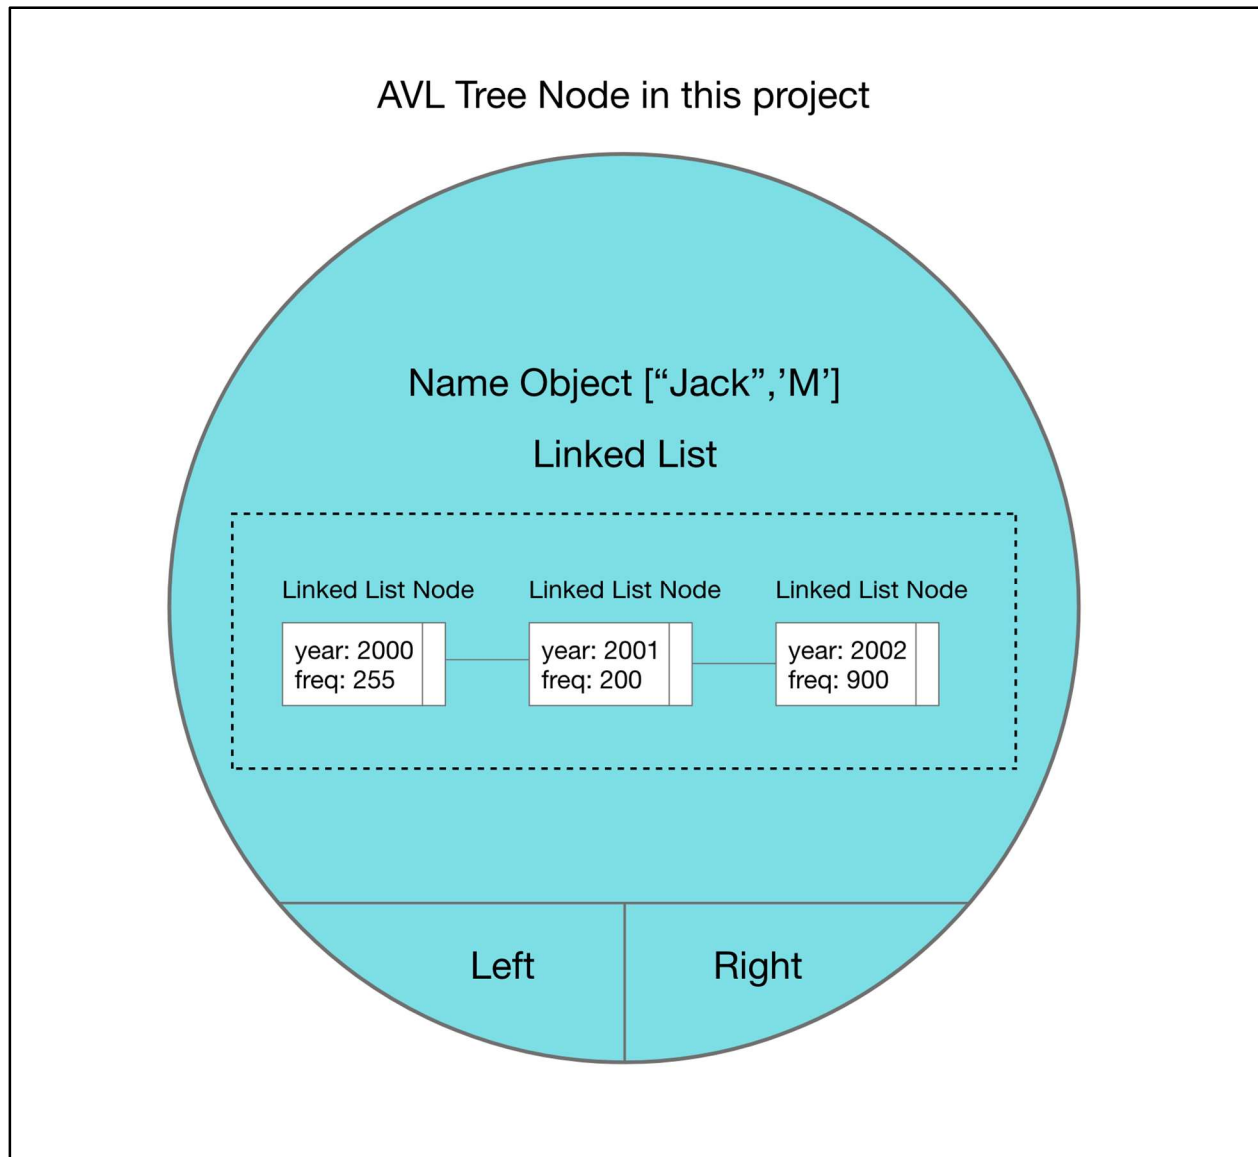 AVL Tree Node in this project
Name Object [“Jack”,’M’]
Linked List
Linked List Node
year: 2000
freq: 255
Linked List Node
year: 2001
freq: 200
Linked List Node
year: 2002
freq: 900
Left
Right